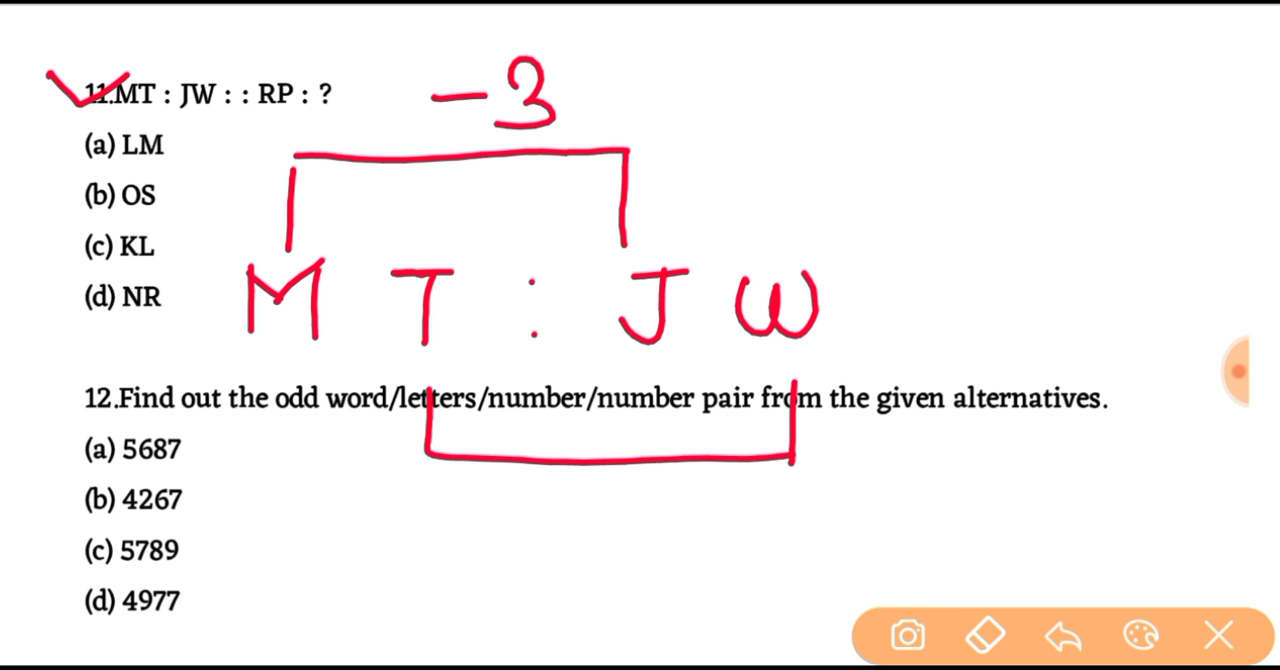 11.MT : JW : : RP : ?
- 3
(a) LM
(b) OS
(c) KL
(d) NR
M T : J W
12.Find out the odd word/letters/number/number pair from the given alternatives.
(a) 5687
(b) 4267
(c) 5789
(d) 4977